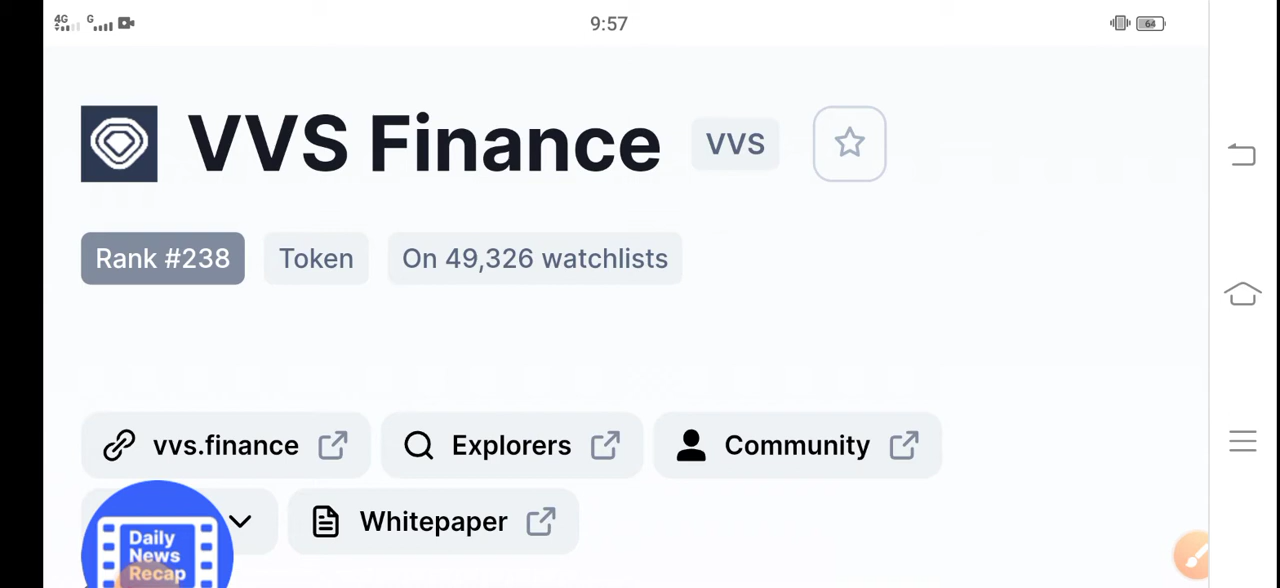 4G G 9:57 64
VVS Finance VVS
Rank #238 Token On 49,326 watchlists
vvs.finance Explorers Community
Whitepaper
Daily
News
Recap